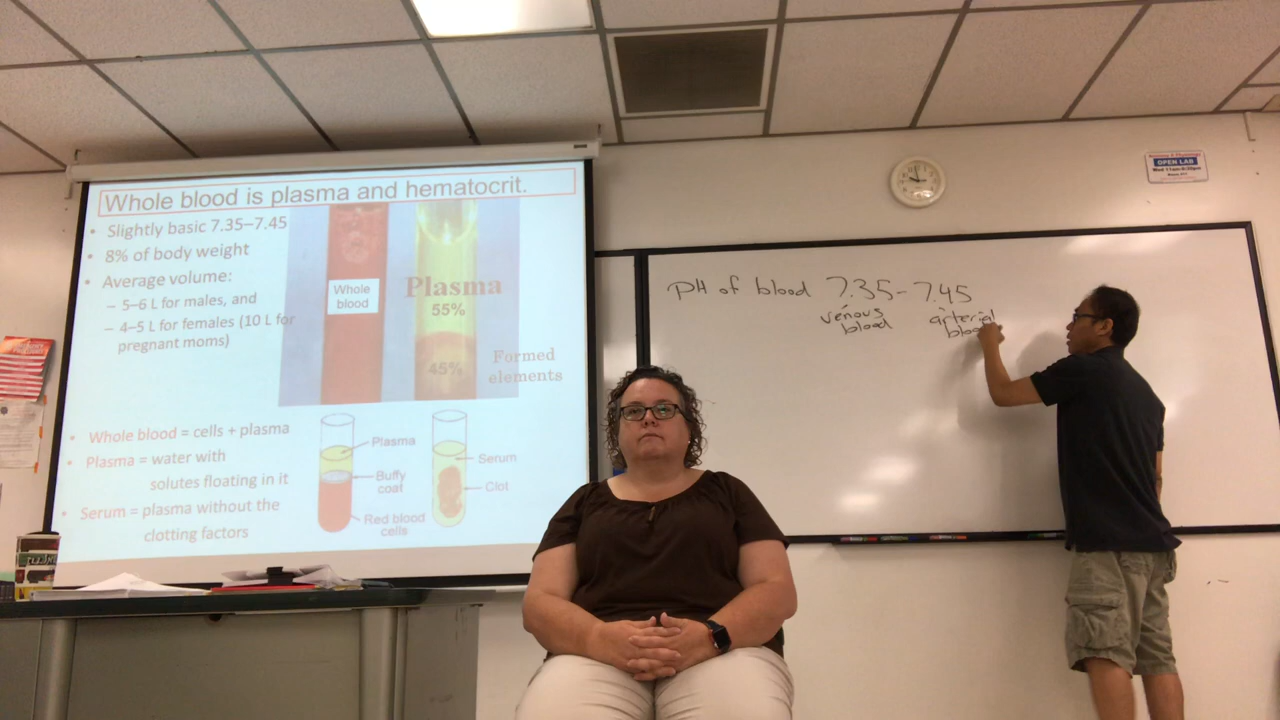 Whole blood is plasma and hematocrit.
• Slightly basic 7.35–7.45
• 8% of body weight
• Average volume:
– 5–6 L for males, and
– 4–5 L for females (10 L for
pregnant moms)
Whole
blood
Plasma
55%
45%
Formed
elements
• Whole blood = cells + plasma
• Plasma = water with
solutes floating in it
• Serum = plasma without the
clotting factors
Plasma
Buffy
coat
Red blood
cells
Serum
Clot
pH of blood 7.35-7.45
venous
blood
arterial
OPEN LAB